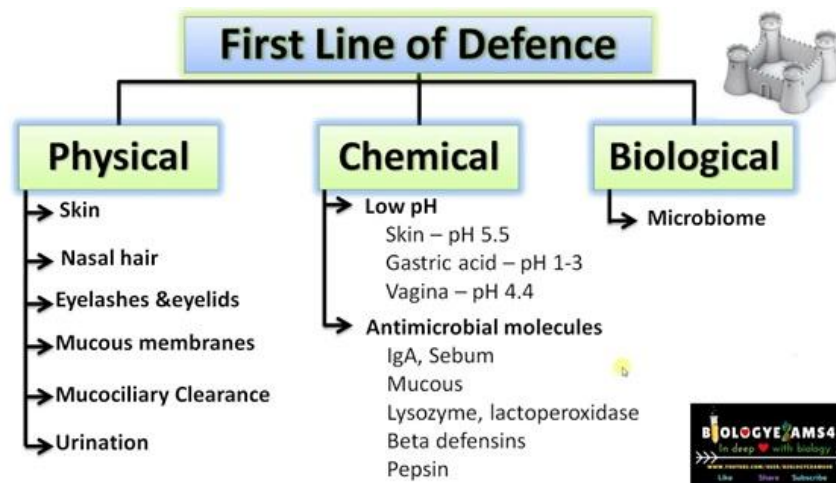 First Line of Defence
Physical
Skin
Nasal hair
Eyelashes &eyelids
Mucous membranes
Mucociliary Clearance
Urination
Chemical
Low pH
Skin – pH 5.5
Gastric acid – pH 1-3
Vagina – pH 4.4
Antimicrobial molecules
IgA, Sebum
Mucous
Lysozyme, lactoperoxidase
Beta defensins
Pepsin
Biological
Microbiome
In deep with biology
Like Share Subscribe